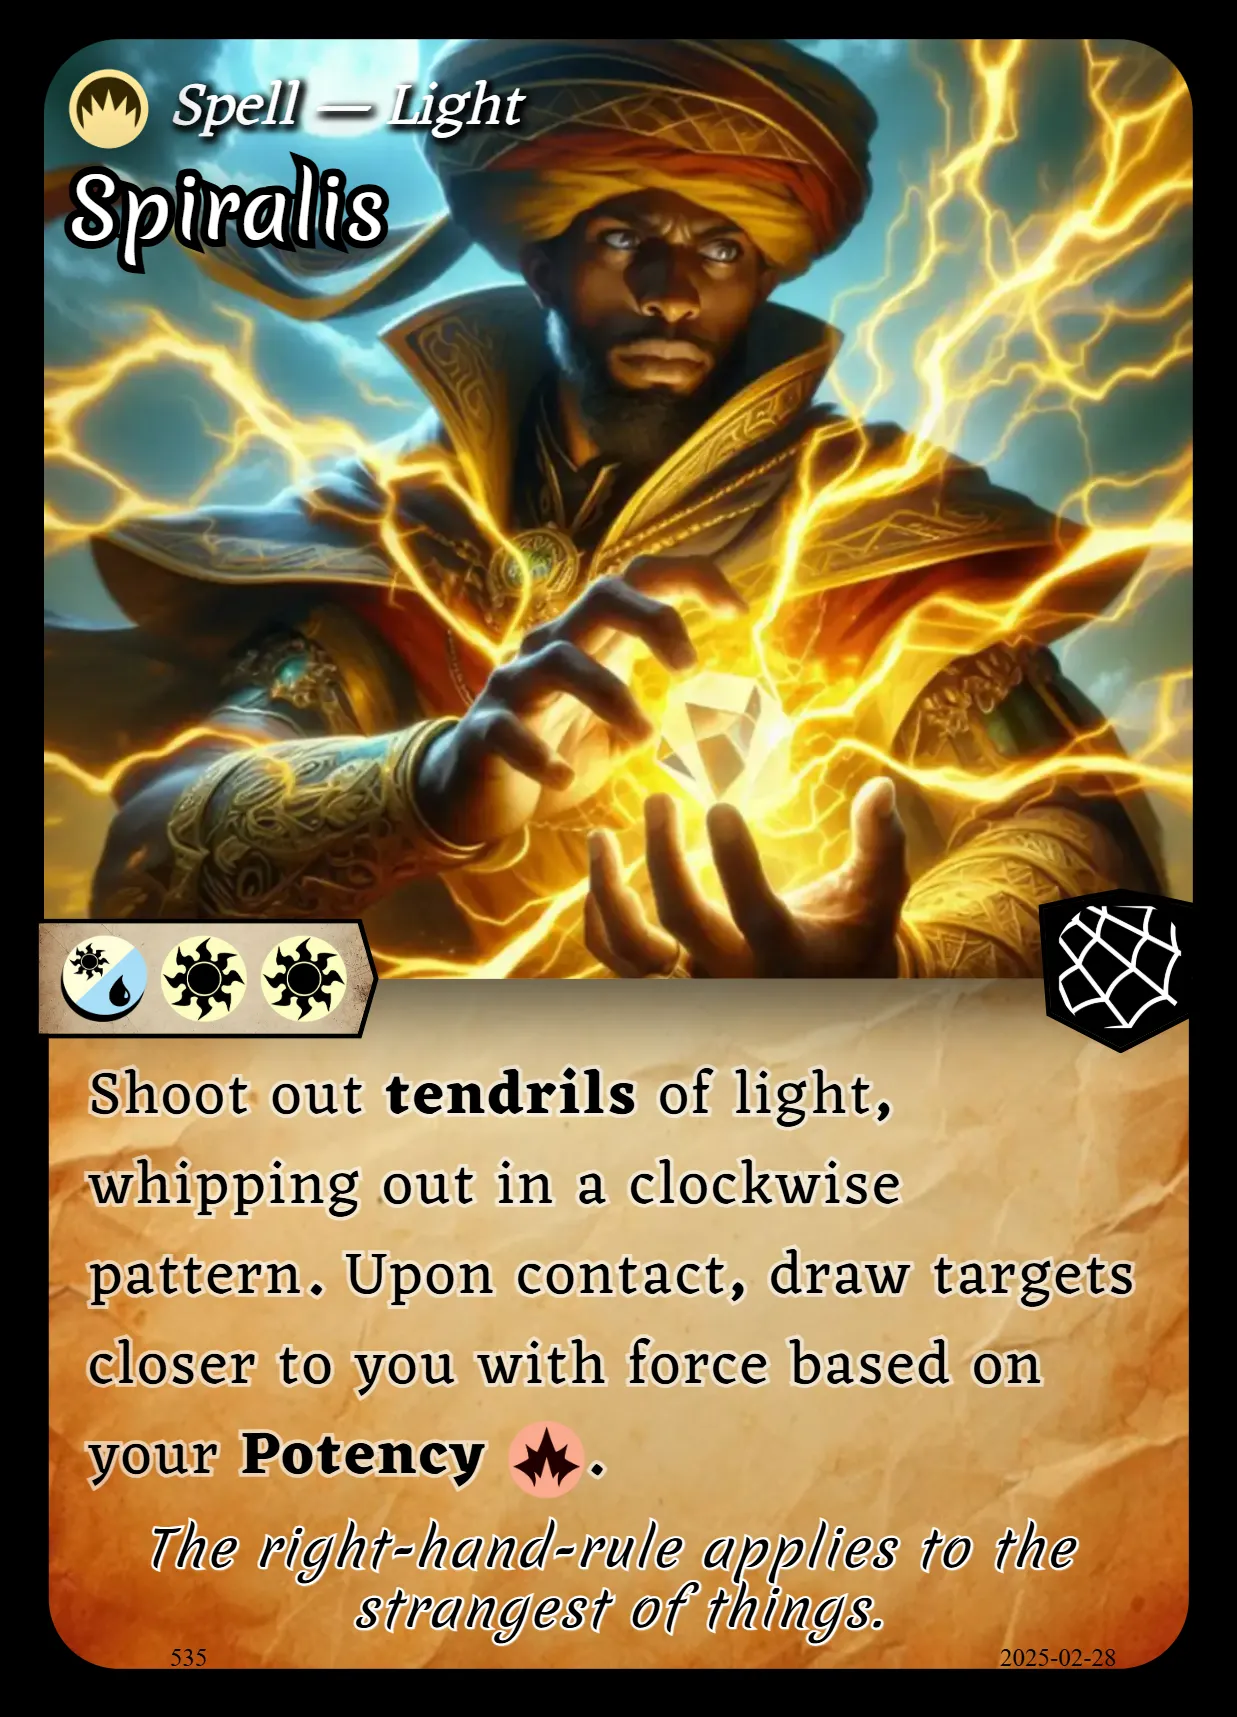 Spell — Light
Spiralis
Shoot out tendrils of light,
whipping out in a clockwise
pattern. Upon contact, draw targets
closer to you with force based on
your Potency .
The right-hand-rule applies to the
strangest of things.
535
2025-02-28